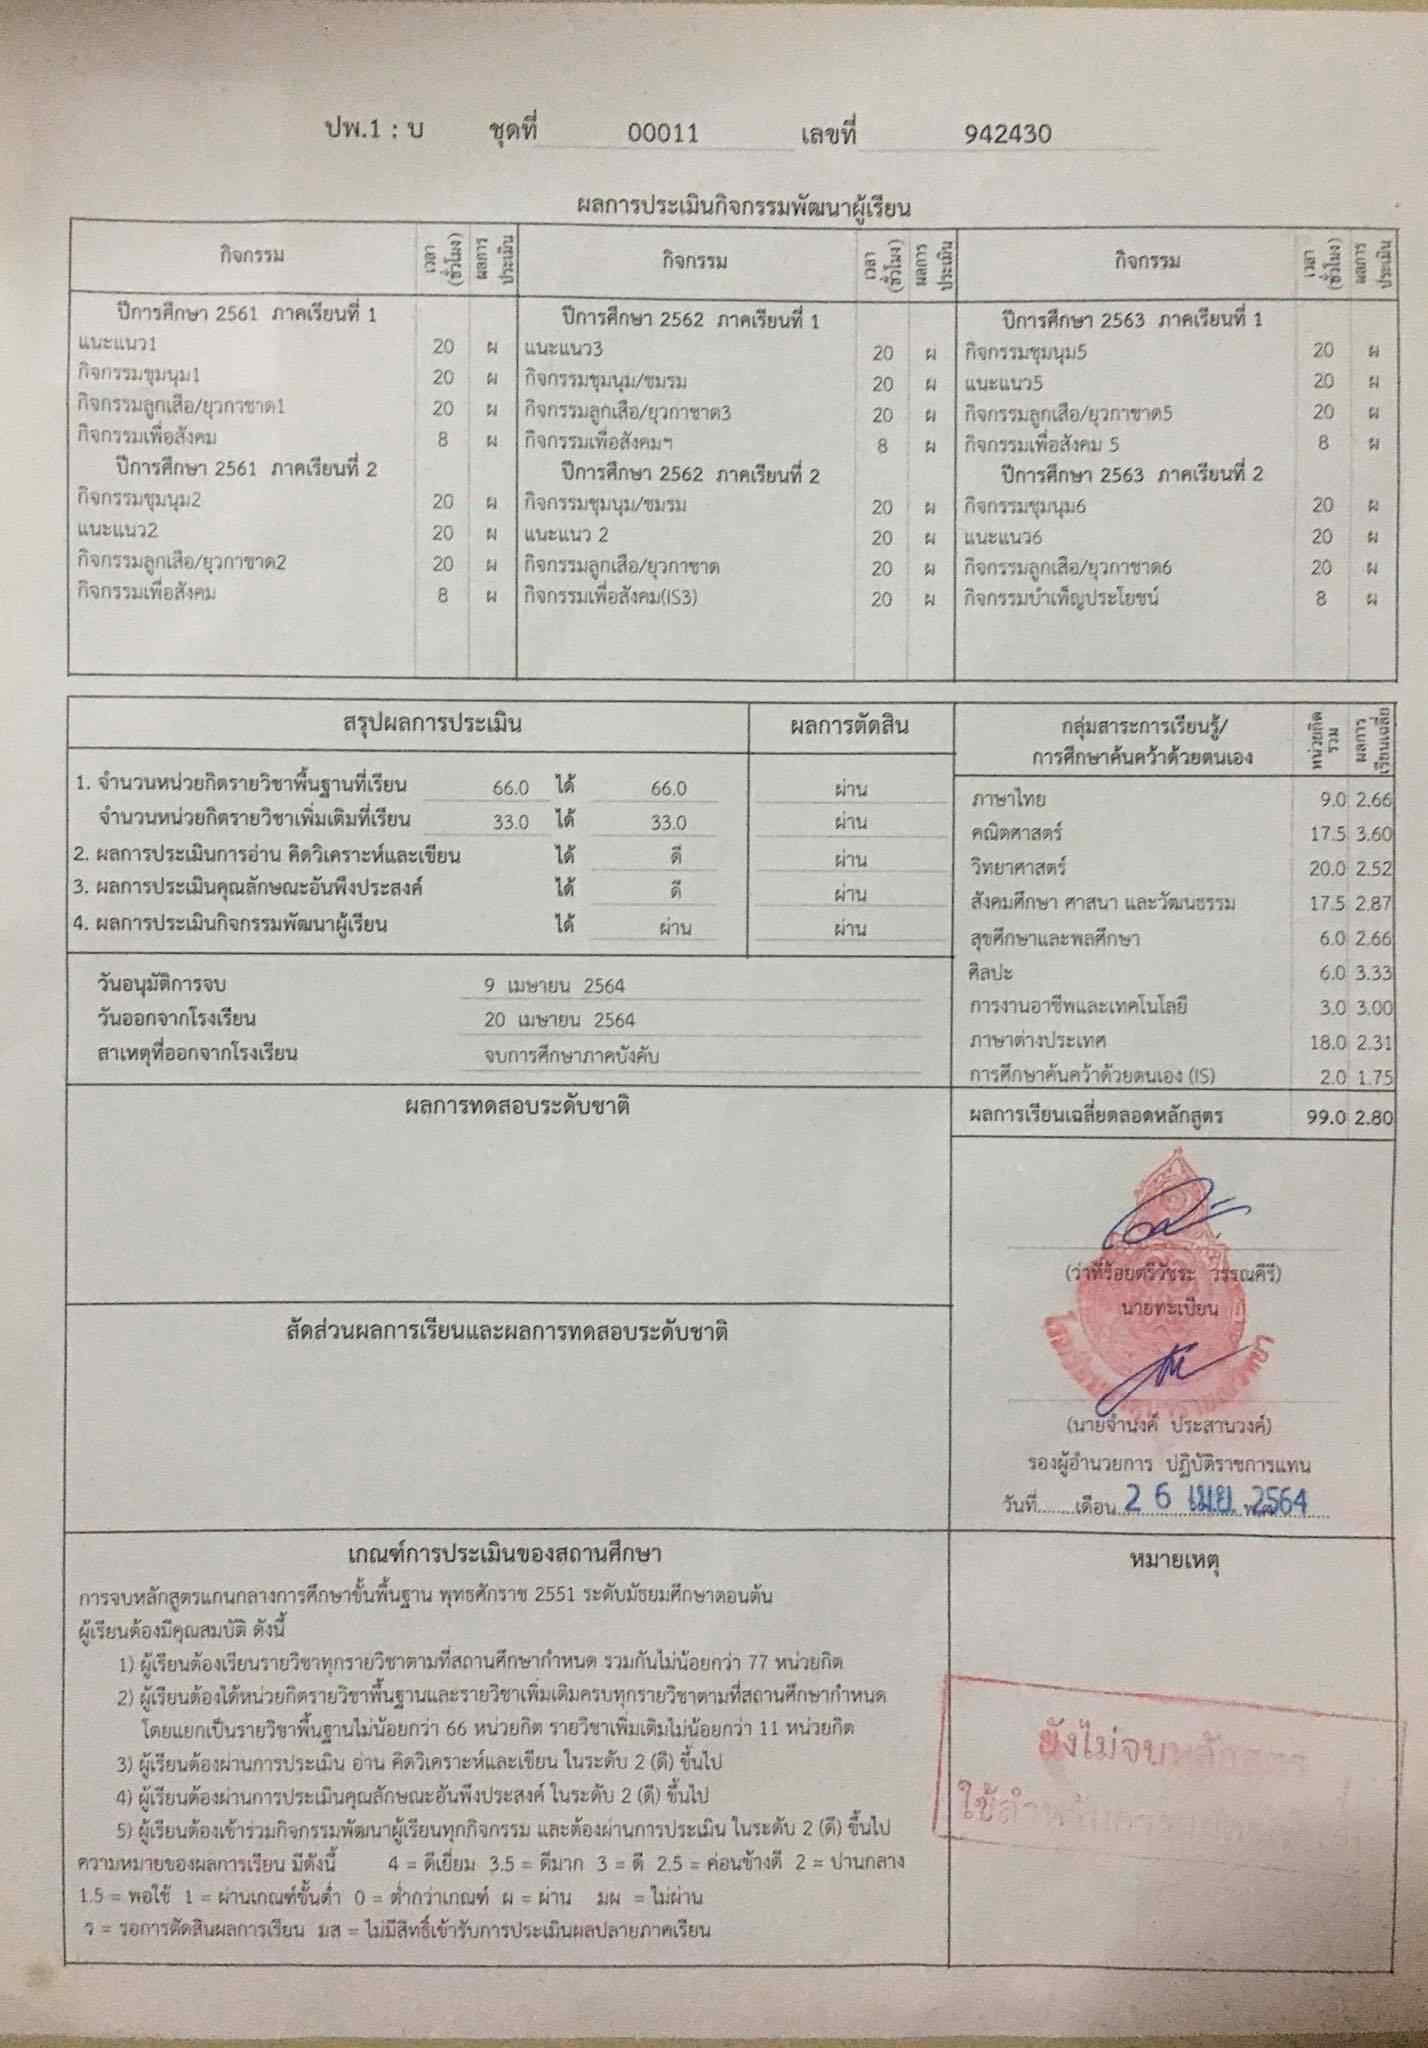 ปพ.1 : บ ชุดที่ 00011 เลขที่ 942430
ผลการประเมินกิจกรรมพัฒนาผู้เรียน
กิจกรรม เวลา (ชั่วโมง) ผลการประเมิน กิจกรรม เวลา (ชั่วโมง) ผลการประเมิน กิจกรรม เวลา (ชั่วโมง) ผลการประเมิน
ปีการศึกษา 2561 ภาคเรียนที่ 1
แนะแนว1 20 ผ
กิจกรรมชุมนุม1 20 ผ
กิจกรรมลูกเสือ/ยุวกาชาด1 20 ผ
กิจกรรมเพื่อสังคม 8 ผ
ปีการศึกษา 2561 ภาคเรียนที่ 2
กิจกรรมชุมนุม2 20 ผ
แนะแนว2 20 ผ
กิจกรรมลูกเสือ/ยุวกาชาด2 20 ผ
กิจกรรมเพื่อสังคม 8 ผ
ปีการศึกษา 2562 ภาคเรียนที่ 1
แนะแนว3 20 ผ
กิจกรรมชุมนุม/ชมรม 20 ผ
กิจกรรมลูกเสือ/ยุวกาชาด3 20 ผ
กิจกรรมเพื่อสังคมฯ 8 ผ
ปีการศึกษา 2562 ภาคเรียนที่ 2
กิจกรรมชุมนุม/ชมรม 20 ผ
แนะแนว 2 20 ผ
กิจกรรมลูกเสือ/ยุวกาชาด 20 ผ
กิจกรรมเพื่อสังคม(IS3) 20 ผ
ปีการศึกษา 2563 ภาคเรียนที่ 1
กิจกรรมชุมนุม5 20 ผ
แนะแนว5 20 ผ
กิจกรรมลูกเสือ/ยุวกาชาด5 20 ผ
กิจกรรมเพื่อสังคม 5 8 ผ
ปีการศึกษา 2563 ภาคเรียนที่ 2
กิจกรรมชุมนุม6 20 ผ
แนะแนว6 20 ผ
กิจกรรมลูกเสือ/ยุวกาชาด6 20 ผ
กิจกรรมบำเพ็ญประโยชน์ 8 ผ
สรุปผลการประเมิน ผลการตัดสิน
1. จำนวนหน่วยกิตรายวิชาพื้นฐานที่เรียน 66.0 ได้ 66.0 ผ่าน
จำนวนหน่วยกิตรายวิชาเพิ่มเติมที่เรียน 33.0 ได้ 33.0 ผ่าน
2. ผลการประเมินการอ่าน คิดวิเคราะห์และเขียน ได้ ดี ผ่าน
3. ผลการประเมินคุณลักษณะอันพึงประสงค์ ได้ ดี ผ่าน
4. ผลการประเมินกิจกรรมพัฒนาผู้เรียน ได้ ผ่าน ผ่าน
วันอนุมัติการจบ 9 เมษายน 2564
วันออกจากโรงเรียน 20 เมษายน 2564
สาเหตุที่ออกจากโรงเรียน จบการศึกษาภาคบังคับ
กลุ่มสาระการเรียนรู้/ หน่วยกิตรวม ผลการเรียนเฉลี่ย
การศึกษาค้นคว้าด้วยตนเอง
ภาษาไทย 9.0 2.66
คณิตศาสตร์ 17.5 3.60
วิทยาศาสตร์ 20.0 2.52
สังคมศึกษา ศาสนา และวัฒนธรรม 17.5 2.87
สุขศึกษาและพลศึกษา 6.0 2.66
ศิลปะ 6.0 3.33
การงานอาชีพและเทคโนโลยี 3.0 3.00
ภาษาต่างประเทศ 18.0 2.31
การศึกษาค้นคว้าด้วยตนเอง (IS) 2.0 1.75
ผลการเรียนเฉลี่ยตลอดหลักสูตร 99.0 2.80
ผลการทดสอบระดับชาติ
สัดส่วนผลการเรียนและผลการทดสอบระดับชาติ
(ว่าที่ร้อยตรีวัชระ วรรณคีรี)
นายทะเบียน
(นายจำนงค์ ประสานวงค์)
รองผู้อำนวยการ ปฏิบัติราชการแทน
วันที่........เดือน 26 เม.ย. 2564
เกณฑ์การประเมินของสถานศึกษา
การจบหลักสูตรแกนกลางการศึกษาขั้นพื้นฐาน พุทธศักราช 2551 ระดับมัธยมศึกษาตอนต้น
ผู้เรียนต้องมีคุณสมบัติ ดังนี้
1) ผู้เรียนต้องเรียนรายวิชาทุกรายวิชาตามที่สถานศึกษากำหนด รวมกันไม่น้อยกว่า 77 หน่วยกิต
2) ผู้เรียนต้องได้หน่วยกิตรายวิชาพื้นฐานและรายวิชาเพิ่มเติมครบทุกรายวิชาตามที่สถานศึกษากำหนด
โดยแยกเป็นรายวิชาพื้นฐานไม่น้อยกว่า 66 หน่วยกิต รายวิชาเพิ่มเติมไม่น้อยกว่า 11 หน่วยกิต
3) ผู้เรียนต้องผ่านการประเมิน อ่าน คิดวิเคราะห์และเขียน ในระดับ 2 (ดี) ขึ้นไป
4) ผู้เรียนต้องผ่านการประเมินคุณลักษณะอันพึงประสงค์ ในระดับ 2 (ดี) ขึ้นไป
5) ผู้เรียนต้องเข้าร่วมกิจกรรมพัฒนาผู้เรียนทุกกิจกรรม และต้องผ่านการประเมิน ในระดับ 2 (ดี) ขึ้นไป
ความหมายของผลการเรียน มีดังนี้ 4 = ดีเยี่ยม 3.5 = ดีมาก 3 = ดี 2.5 = ค่อนข้างดี 2 = ปานกลาง
1.5 = พอใช้ 1 = ผ่านเกณฑ์ขั้นต่ำ 0 = ต่ำกว่าเกณฑ์ ผ = ผ่าน มผ = ไม่ผ่าน
ร = รอการตัดสินผลการเรียน มส = ไม่มีสิทธิ์เข้ารับการประเมินผลปลายภาคเรียน
หมายเหตุ
ยังไม่จบหลักสูตร
ใช้สำหรับ